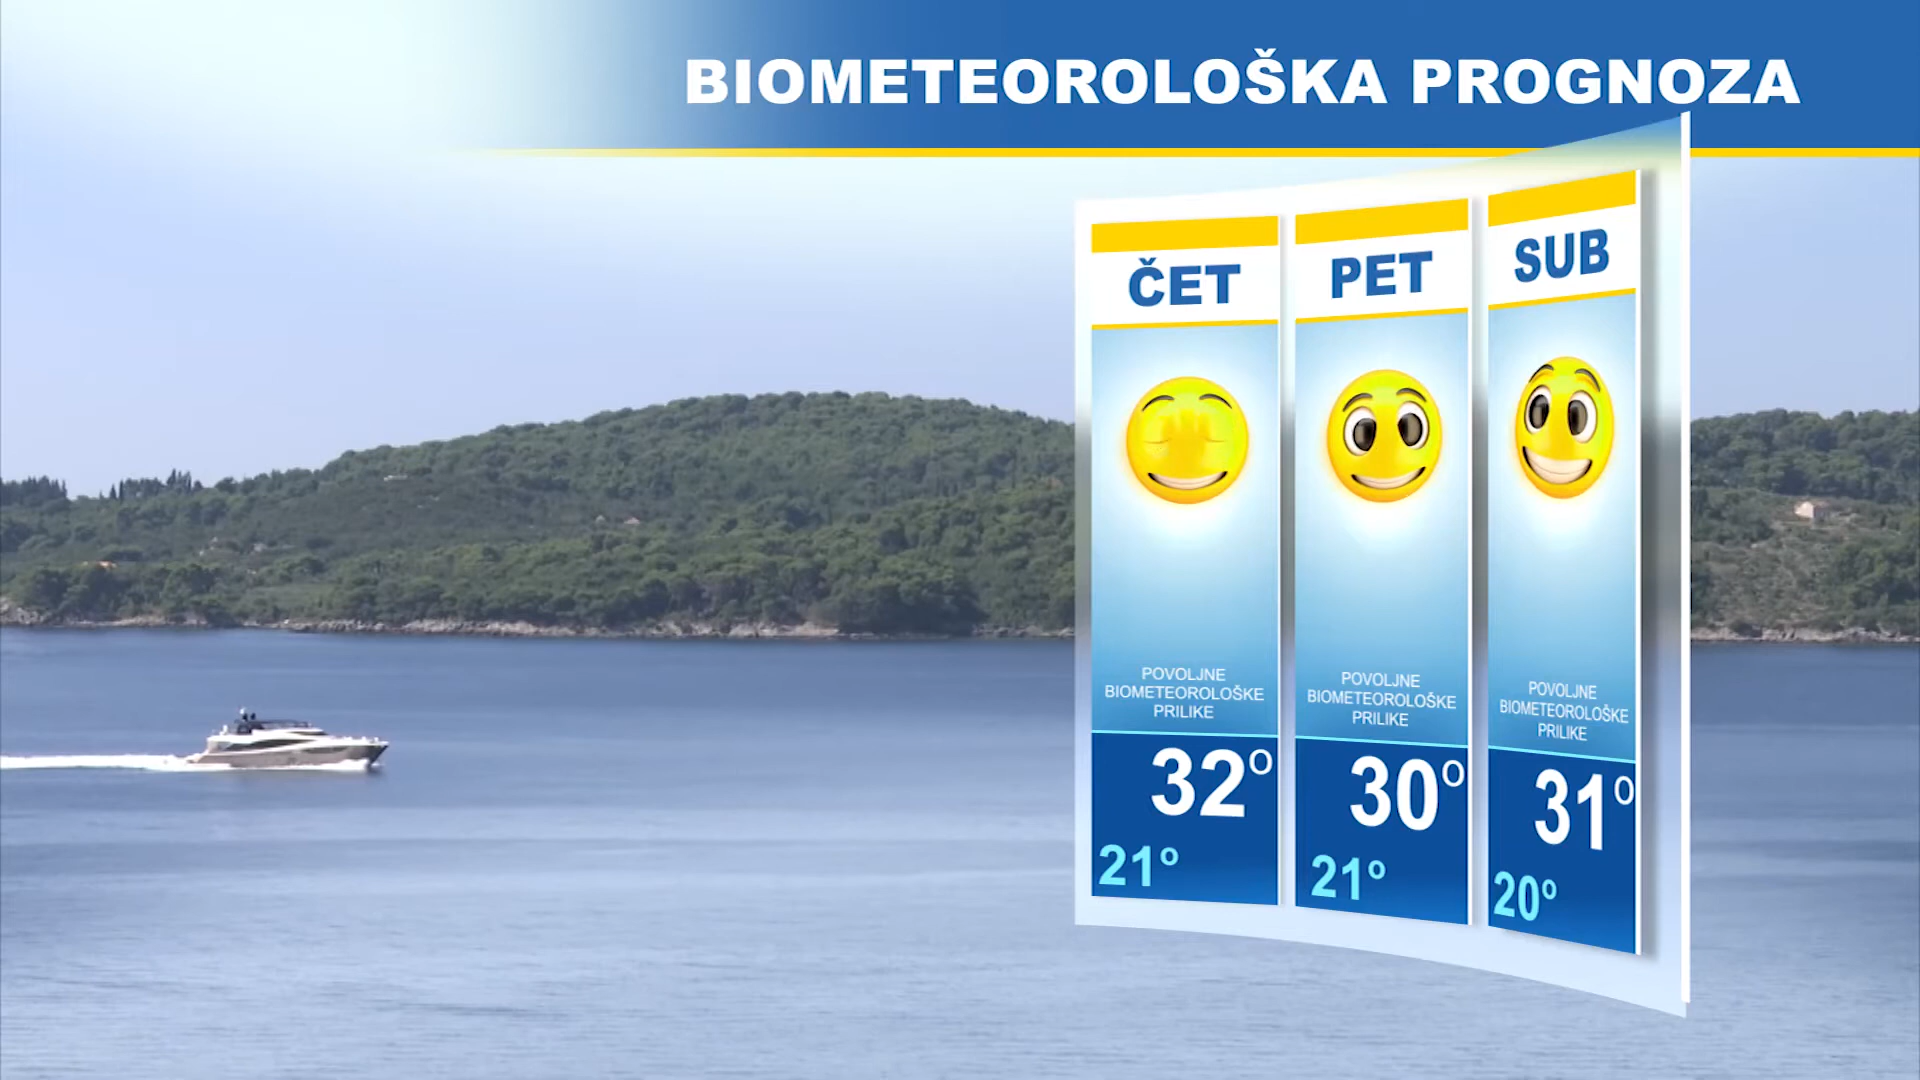 BIOMETEOROLOŠKA PROGNOZA
ČET
POVOLJNE
BIOMETEOROLOŠKE
PRILIKE
32°
21°
PET
POVOLJNE
BIOMETEOROLOŠKE
PRILIKE
30°
21°
SUB
POVOLJNE
BIOMETEOROLOŠKE
PRILIKE
31°
20°